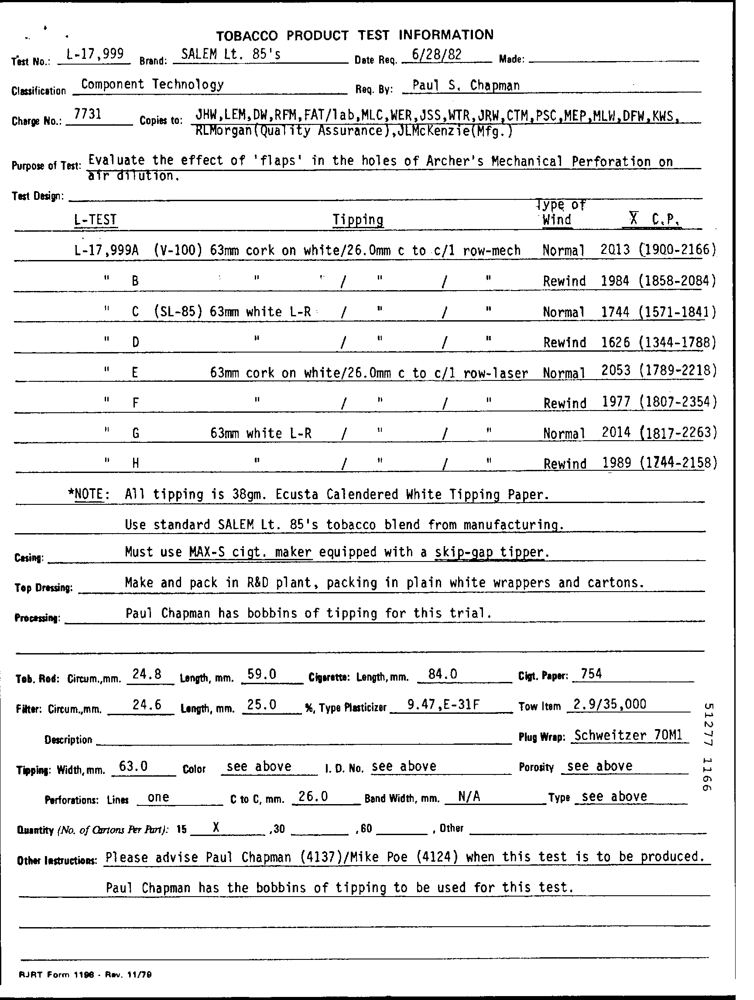 TOBACCO PRODUCT TEST INFORMATION
Test No.: L-17,999 Brand: SALEM Lt. 85's Date Req. 6/28/82 Made:
Classification Component Technology Req. By: Paul S. Chapman
Charge No.: 7731 Copies to: JHW,LEM,DW,RFM,FAT/lab,MLC,WER,JSS,WTR,JRW,CTM,PSC,MEP,MLW,DFW,KWS,
RLMorgan(Quality Assurance),JLMcKenzie(Mfg.)
Purpose of Test: Evaluate the effect of 'flaps' in the holes of Archer's Mechanical Perforation on
air dilution.
Test Design:
L-TEST Tipping Type of Wind X̄ C.P.
L-17,999A (V-100) 63mm cork on white/26.0mm c to c/1 row-mech Normal 2013 (1900-2166)
" B " / " / " Rewind 1984 (1858-2084)
" C (SL-85) 63mm white L-R / " / " Normal 1744 (1571-1841)
" D " / " / " Rewind 1626 (1344-1788)
" E 63mm cork on white/26.0mm c to c/1 row-laser Normal 2053 (1789-2218)
" F " / " / " Rewind 1977 (1807-2354)
" G 63mm white L-R / " / " Normal 2014 (1817-2263)
" H " / " / " Rewind 1989 (1744-2158)
*NOTE: All tipping is 38gm. Ecusta Calendered White Tipping Paper.
Use standard SALEM Lt. 85's tobacco blend from manufacturing.
Casing: Must use MAX-S cigt. maker equipped with a skip-gap tipper.
Top Dressing: Make and pack in R&D plant, packing in plain white wrappers and cartons.
Processing: Paul Chapman has bobbins of tipping for this trial.
Tob. Rod: Circum.,mm. 24.8 Length, mm. 59.0 Cigarette: Length, mm. 84.0 Cigt. Paper: 754
Filter: Circum.,mm. 24.6 Length, mm. 25.0 %, Type Plasticizer 9.47,E-31F Tow Item 2.9/35,000
Description Plug Wrap: Schweitzer 70M1
Tipping: Width, mm. 63.0 Color see above I. D. No. see above Porosity see above
Perforations: Lines one C to C, mm. 26.0 Band Width, mm. N/A Type see above
Quantity (No. of Cartons Per Part): 15 X ,30 ,60 , Other
Other Instructions: Please advise Paul Chapman (4137)/Mike Poe (4124) when this test is to be produced.
Paul Chapman has the bobbins of tipping to be used for this test.
RJRT Form 1198 - Rev. 11/79
51277 1166